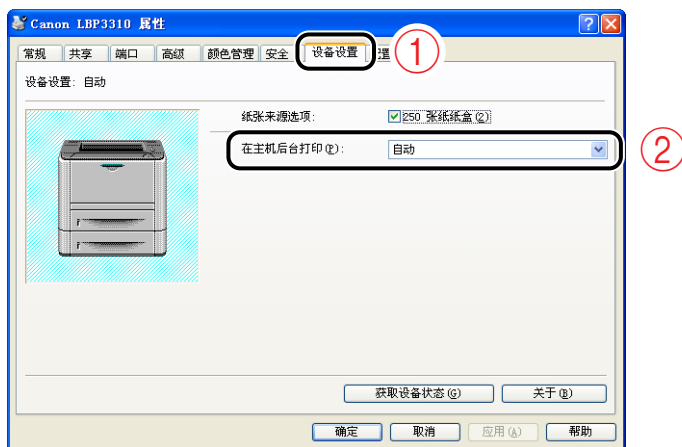 Canon LBP3310 属性
常规 共享 端口 高级 颜色管理 安全 设备设置 置 ①
设备设置: 自动
纸张来源选项: 250 张纸纸盒(2)
在主机后台打印(P): 自动 ②
获取设备状态(G) 关于(B)
确定 取消 应用(A) 帮助